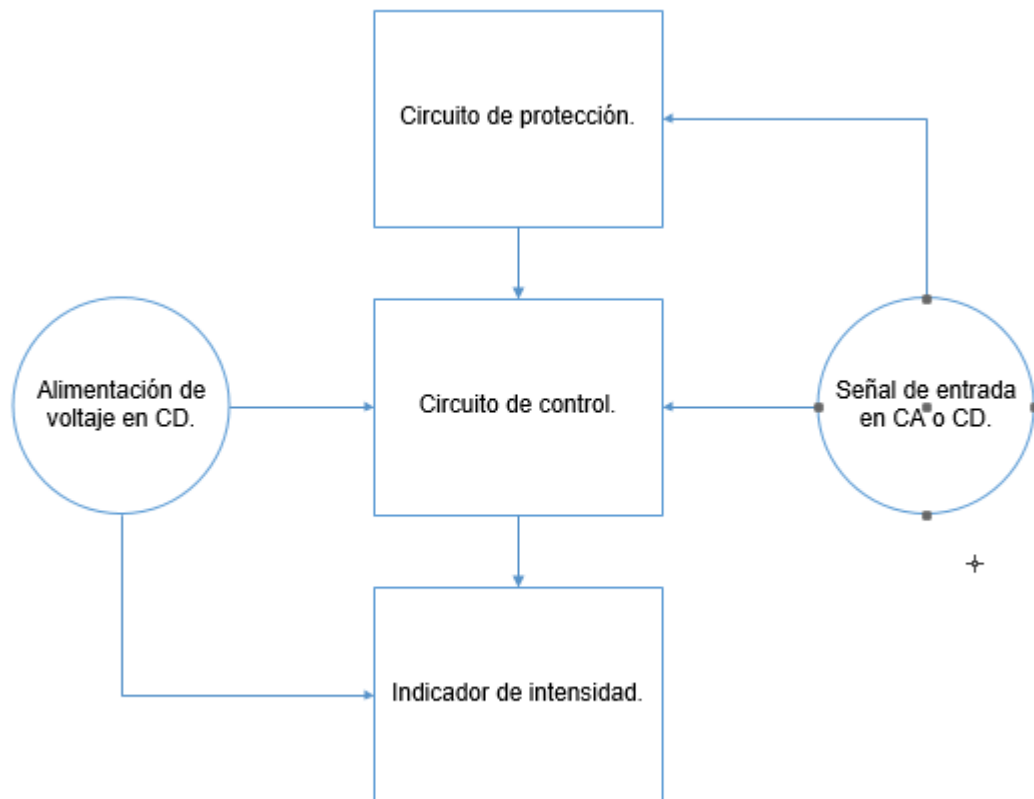 Circuito de protección.
Alimentación de
voltaje en CD.
Circuito de control.
Señal de entrada
en CA o CD.
Indicador de intensidad.